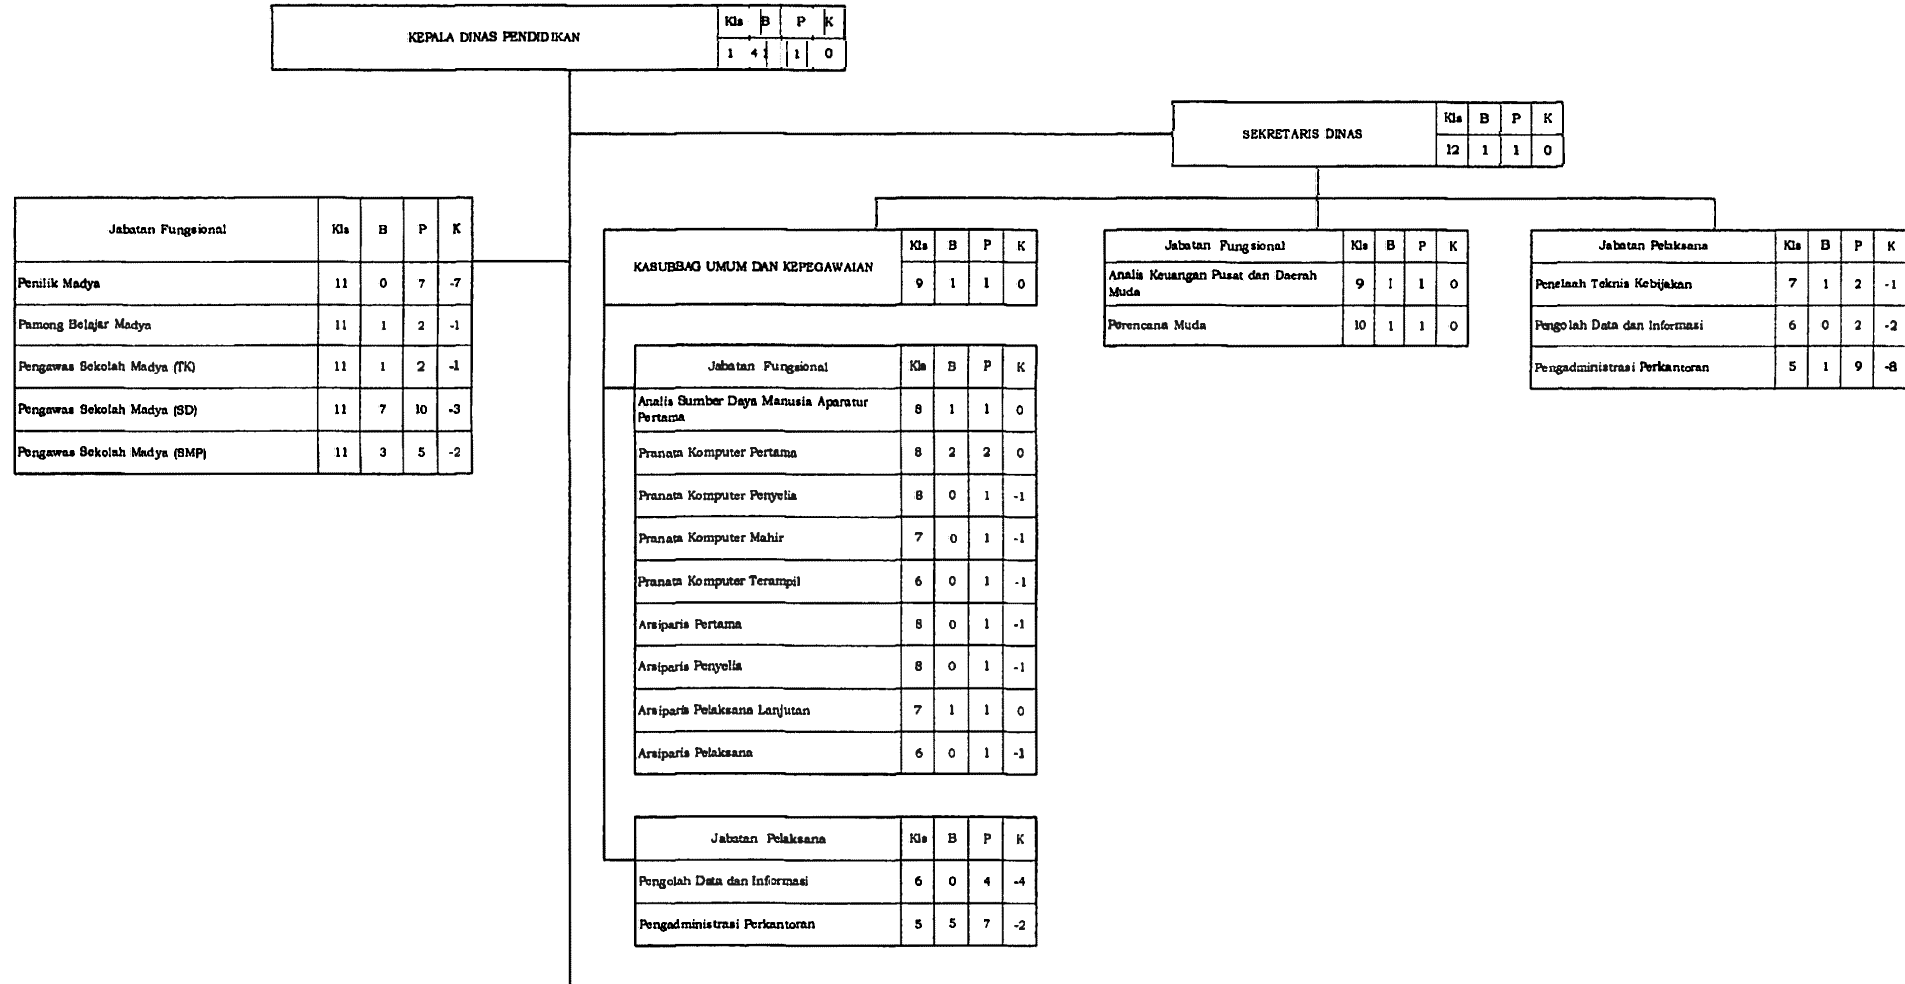 KEPALA DINAS PENDIDIKAN Kls B P K
14 1 1 0
SEKRETARIS DINAS Kls B P K
12 1 1 0
Jabatan Fungsional Kls B P K
Penilik Madya 11 0 7 -7
Pamong Belajar Madya 11 1 2 -1
Pengawas Sekolah Madya (TK) 11 1 2 -1
Pengawas Sekolah Madya (SD) 11 7 10 -3
Pengawas Sekolah Madya (SMP) 11 3 5 -2
KASUBBAG UMUM DAN KEPEGAWAIAN Kls B P K
9 1 1 0
Jabatan Fungsional Kls B P K
Analis Sumber Daya Manusia Aparatur
Pertama 8 1 1 0
Pranata Komputer Pertama 8 2 2 0
Pranata Komputer Penyelia 8 0 1 -1
Pranata Komputer Mahir 7 0 1 -1
Pranata Komputer Terampil 6 0 1 -1
Arsiparis Pertama 8 0 1 -1
Arsiparis Penyelia 8 0 1 -1
Arsiparis Pelaksana Lanjutan 7 1 1 0
Arsiparis Pelaksana 6 0 1 -1
Jabatan Pelaksana Kls B P K
Pengolah Data dan Informasi 6 0 4 -4
Pengadministrasi Perkantoran 5 5 7 -2
Jabatan Fungsional Kls B P K
Analis Keuangan Pusat dan Daerah
Muda 9 1 1 0
Perencana Muda 10 1 1 0
Jabatan Pelaksana Kls B P K
Penelaah Teknis Kebijakan 7 1 2 -1
Pengolah Data dan Informasi 6 0 2 -2
Pengadministrasi Perkantoran 5 1 9 -8